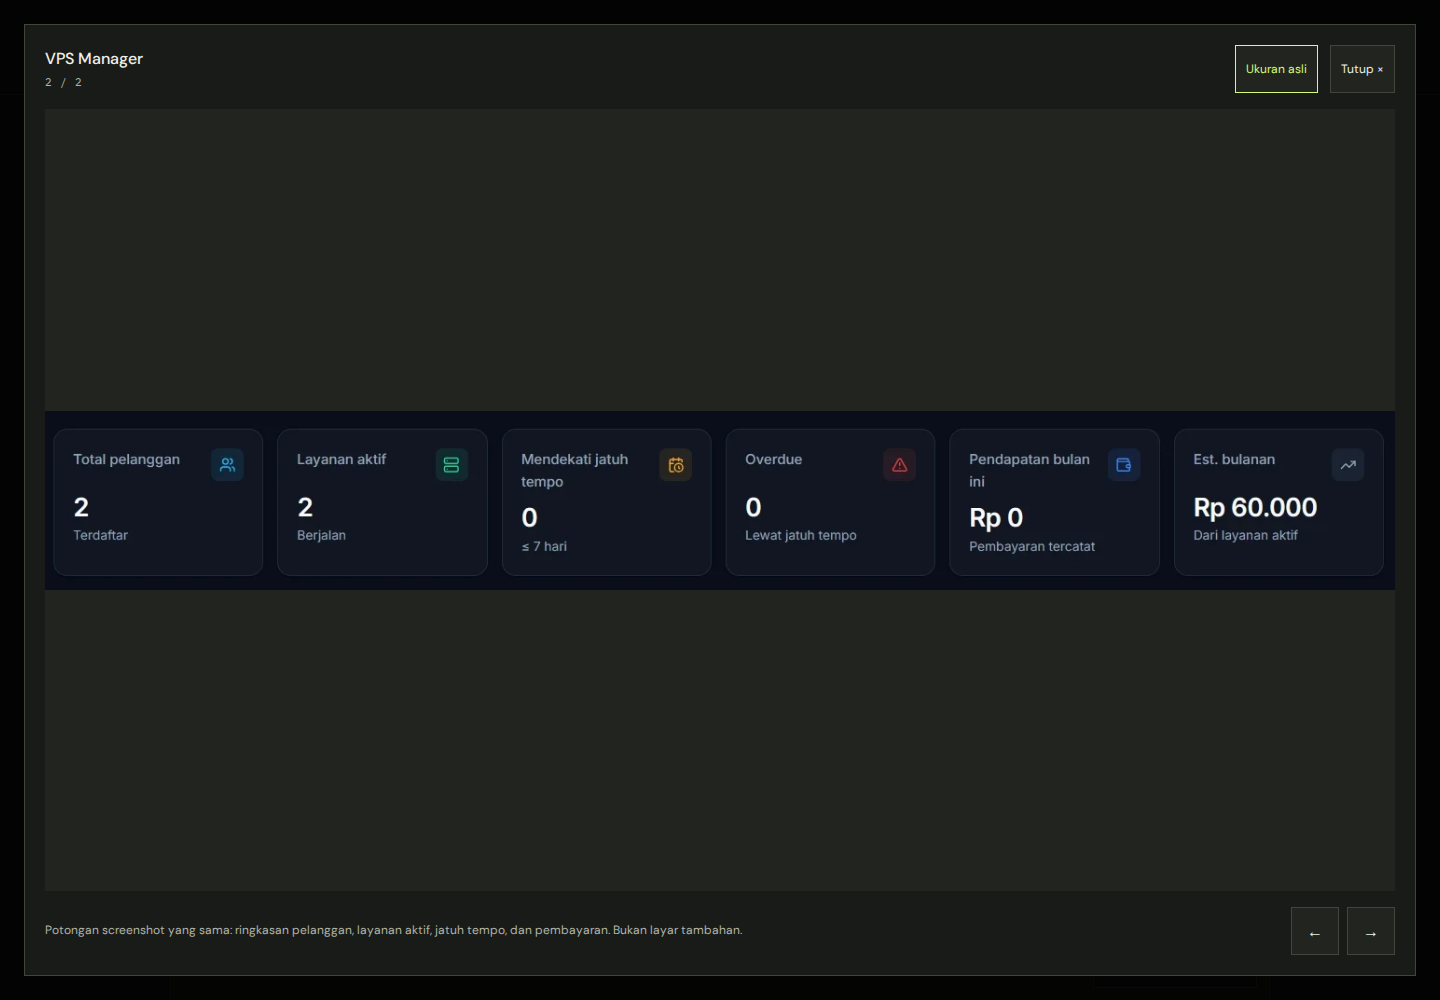 VPS Manager
2 / 2
Ukuran asli
Tutup ×
Total pelanggan
2
Terdaftar
Layanan aktif
2
Berjalan
Mendekati jatuh
tempo
0
≤ 7 hari
Overdue
0
Lewat jatuh tempo
Pendapatan bulan
ini
Rp 0
Pembayaran tercatat
Est. bulanan
Rp 60.000
Dari layanan aktif
Potongan screenshot yang sama: ringkasan pelanggan, layanan aktif, jatuh tempo, dan pembayaran. Bukan layar tambahan.
← →